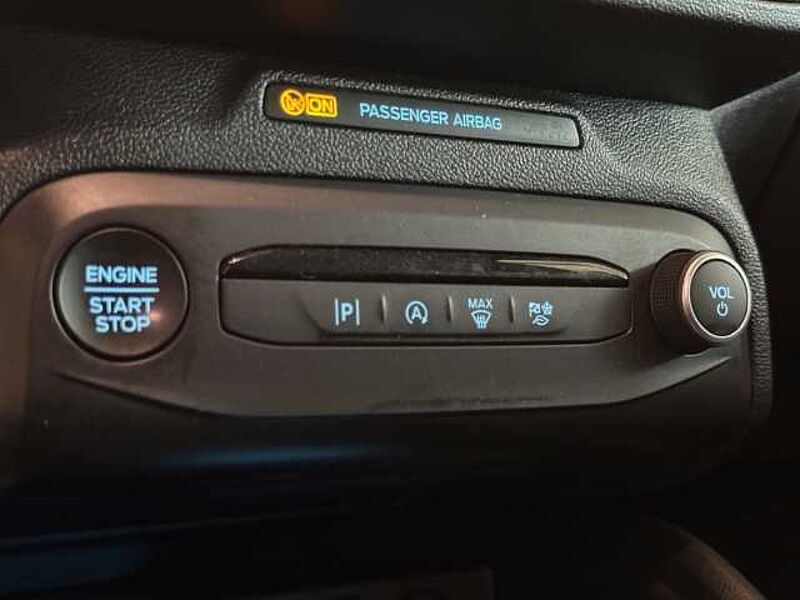 ON PASSENGER AIRBAG
ENGINE
START
STOP
|P|
A
MAX
VOL